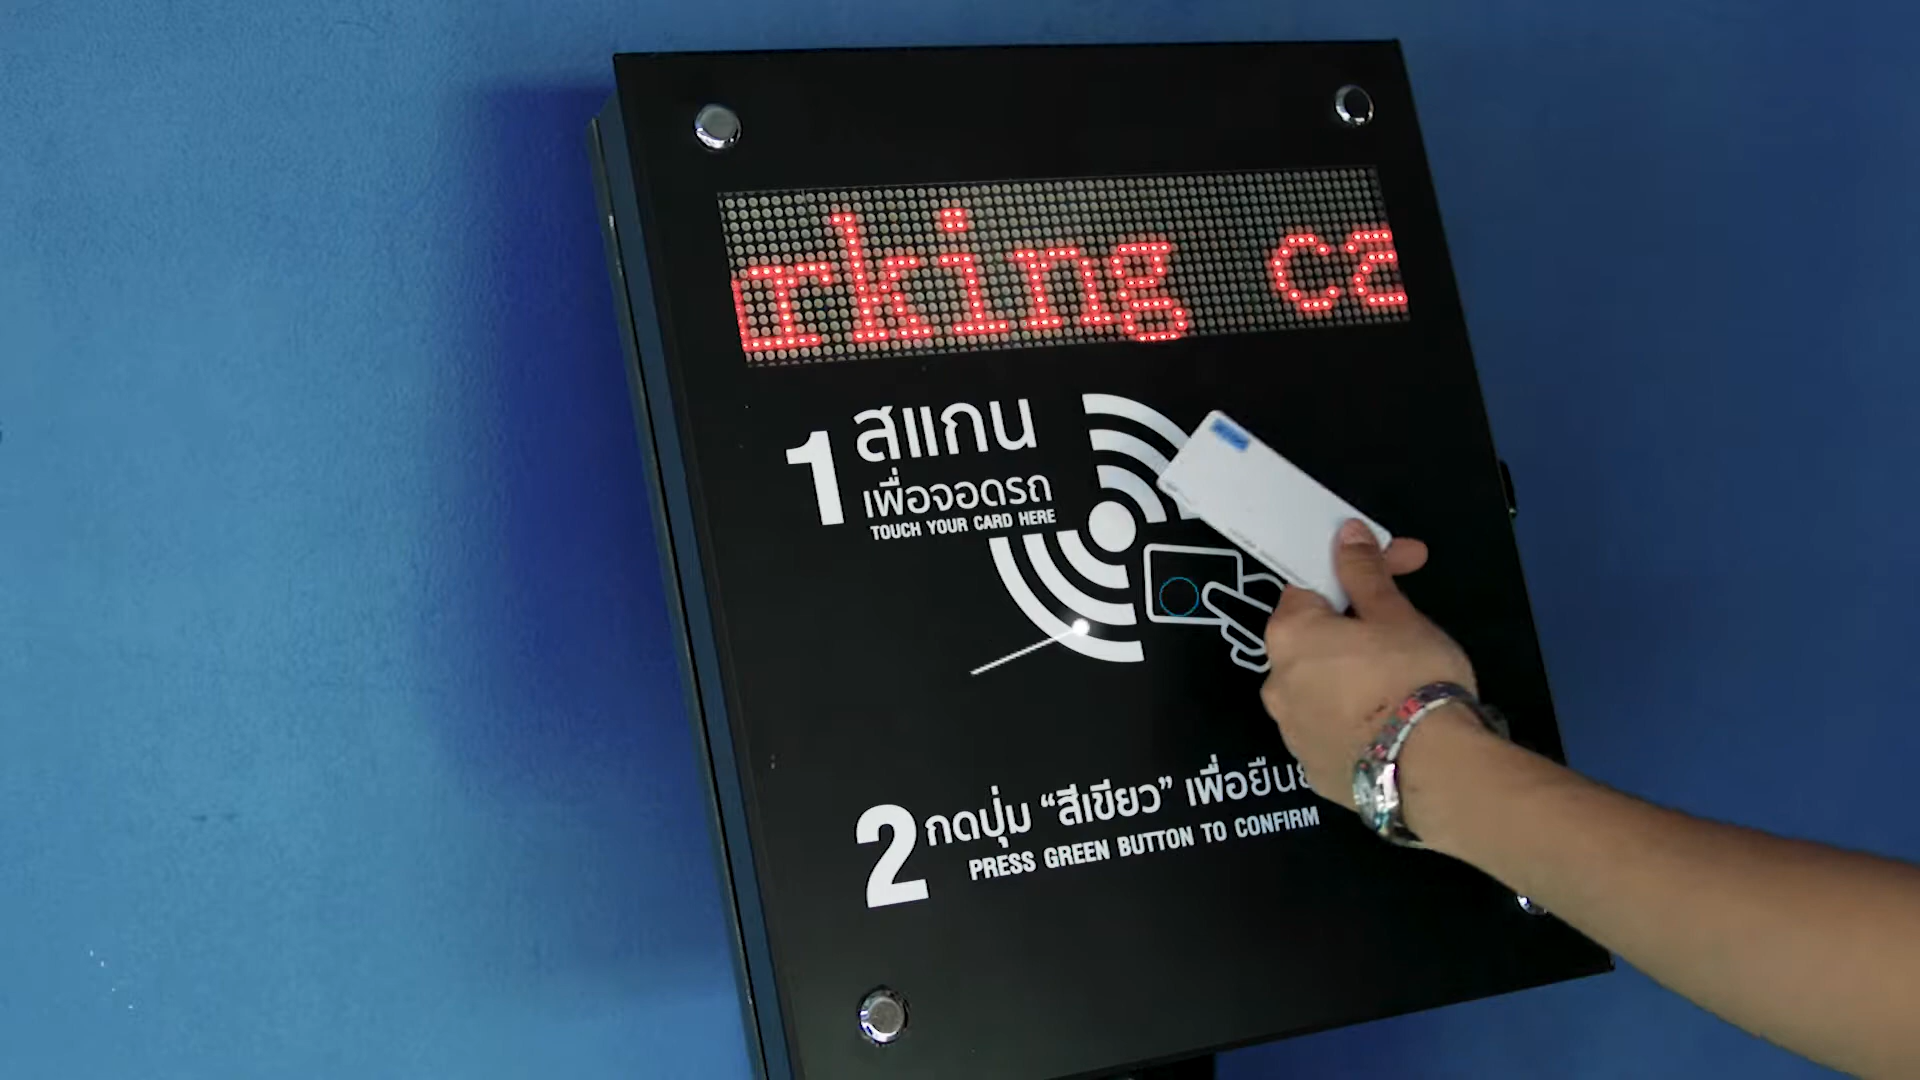 rking ca
1 สแกน
เพื่อจอดรถ
TOUCH YOUR CARD HERE
2 กดปุ่ม “สีเขียว” เพื่อยืน
PRESS GREEN BUTTON TO CONFIRM